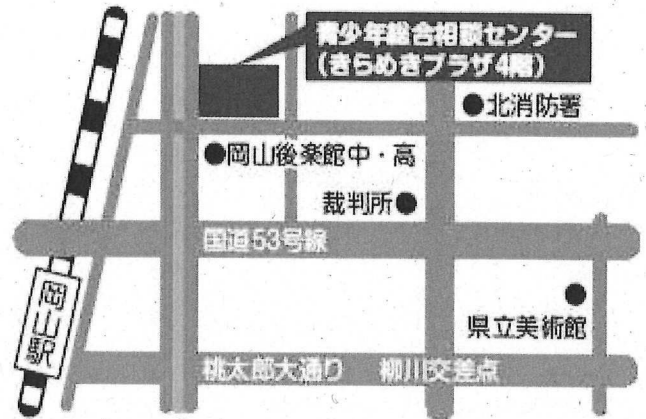 青少年総合相談センター
(きらめきプラザ4階)
●北消防署
●岡山後楽館中・高
裁判所●
国道53号線
岡山駅
県立美術館
桃太郎大通り 柳川交差点